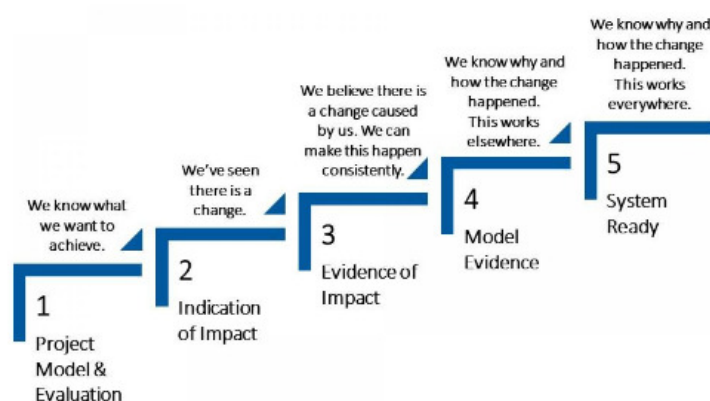 We know what
we want to
achieve.
1
Project
Model &
Evaluation
We've seen
there is a
change.
2
Indication
of Impact
We believe there is
a change caused
by us. We can
make this happen
consistently.
3
Evidence of
Impact
We know why and
how the change
happened.
This works
elsewhere.
4
Model
Evidence
We know why and
how the change
happened.
This works
everywhere.
5
System
Ready